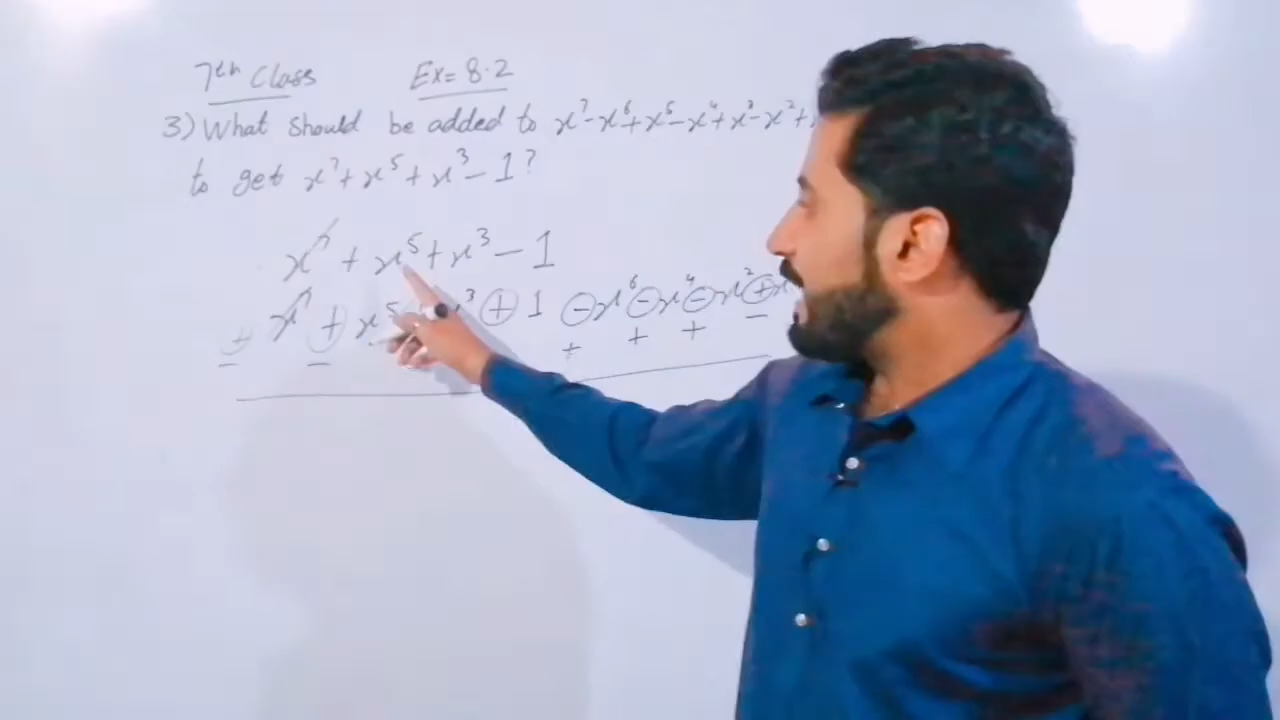 7th Class Ex= 8.2
3) What should be added to x⁷-x⁶+x⁵-x⁴+x³-x²+
to get x⁷+x⁵+x³-1?
x⁷+x⁵+x³-1
+ x⁷ + x⁵ x³ + 1 - x⁶ - x⁴ - x² + x
- - + + + -